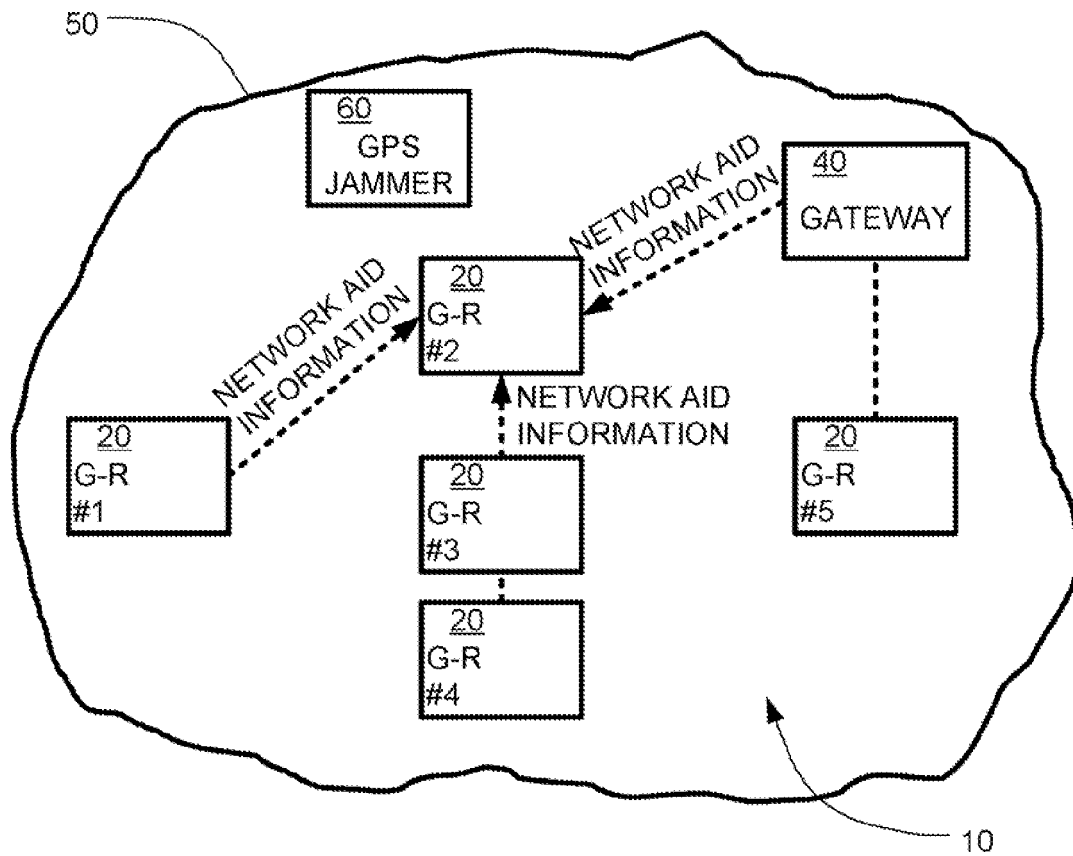 50
60
GPS
JAMMER
40
GATEWAY
NETWORK AID
INFORMATION
NETWORK AID
INFORMATION
20
G-R
#2
NETWORK AID
INFORMATION
20
G-R
#1
20
G-R
#3
20
G-R
#5
20
G-R
#4
10